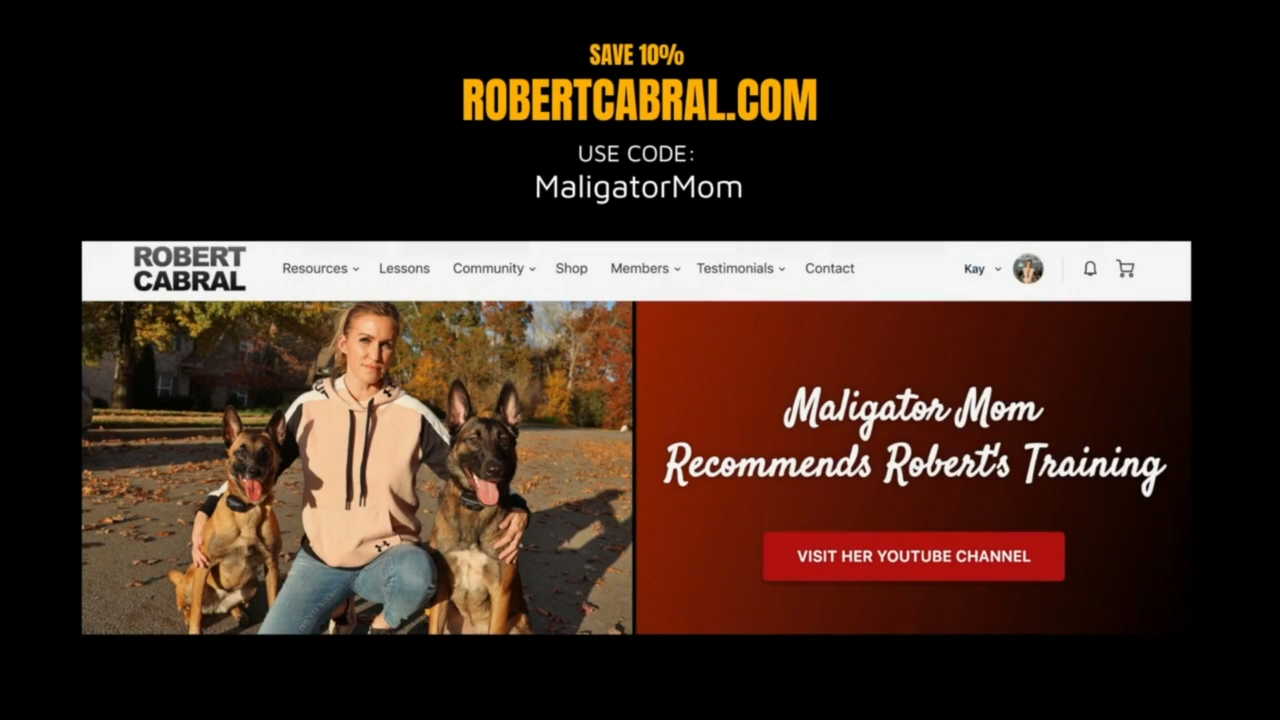 SAVE 10%
ROBERTCABRAL.COM
USE CODE:
MaligatorMom
ROBERT
CABRAL
Resources
Lessons
Community
Shop
Members
Testimonials
Contact
Kay
Maligator Mom
Recommends Robert's Training
VISIT HER YOUTUBE CHANNEL